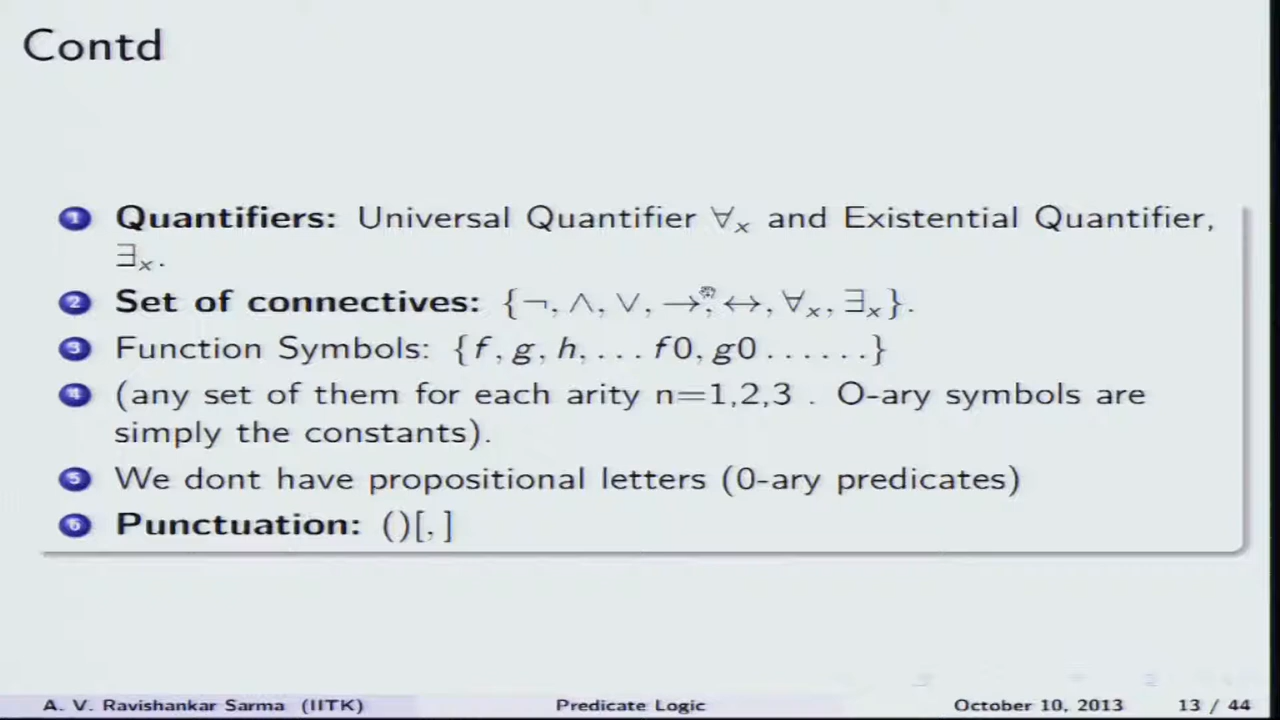 Contd
1 Quantifiers: Universal Quantifier ∀x and Existential Quantifier,
∃x.
2 Set of connectives: {¬, ∧, ∨, →, ↔, ∀x, ∃x}.
3 Function Symbols: {f, g, h, . . . f0, g0 . . . . . .}
4 (any set of them for each arity n=1,2,3 . O-ary symbols are
simply the constants).
5 We dont have propositional letters (0-ary predicates)
6 Punctuation: ()[, ]
A. V. Ravishankar Sarma (IITK) Predicate Logic October 10, 2013 13 / 44